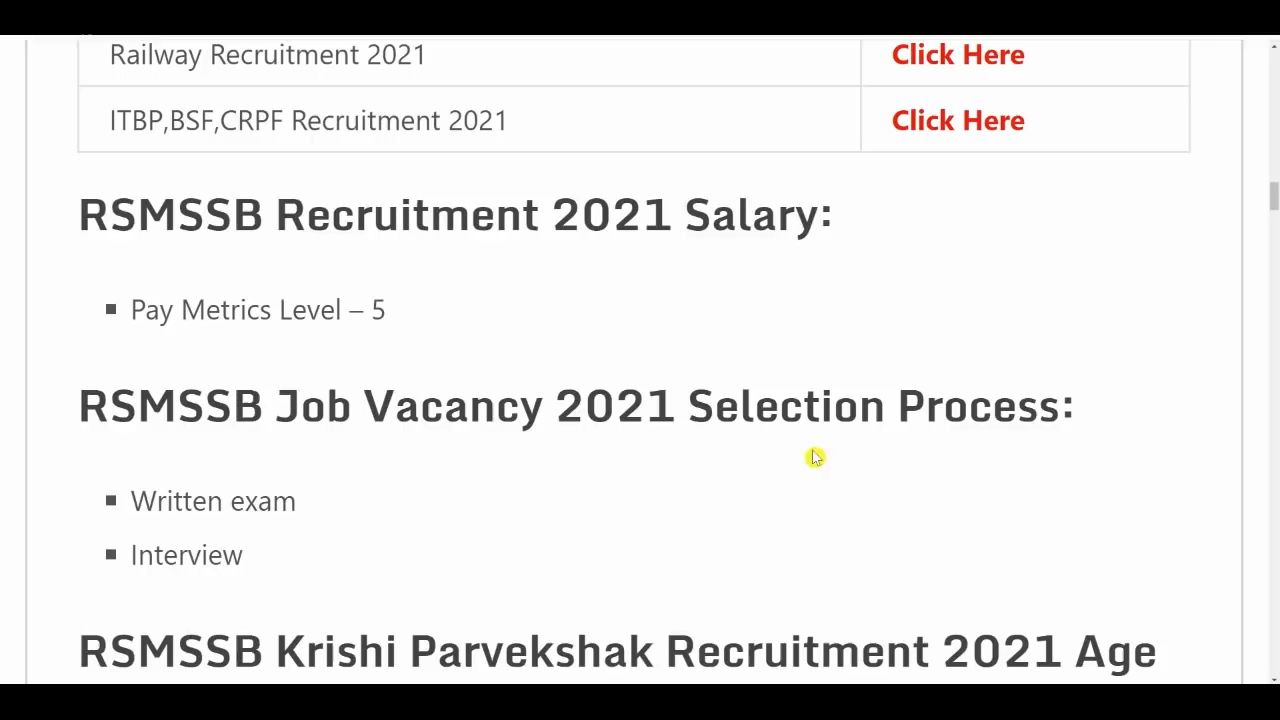 Railway Recruitment 2021 Click Here
ITBP,BSF,CRPF Recruitment 2021 Click Here
RSMSSB Recruitment 2021 Salary:
Pay Metrics Level – 5
RSMSSB Job Vacancy 2021 Selection Process:
Written exam
Interview
RSMSSB Krishi Parvekshak Recruitment 2021 Age